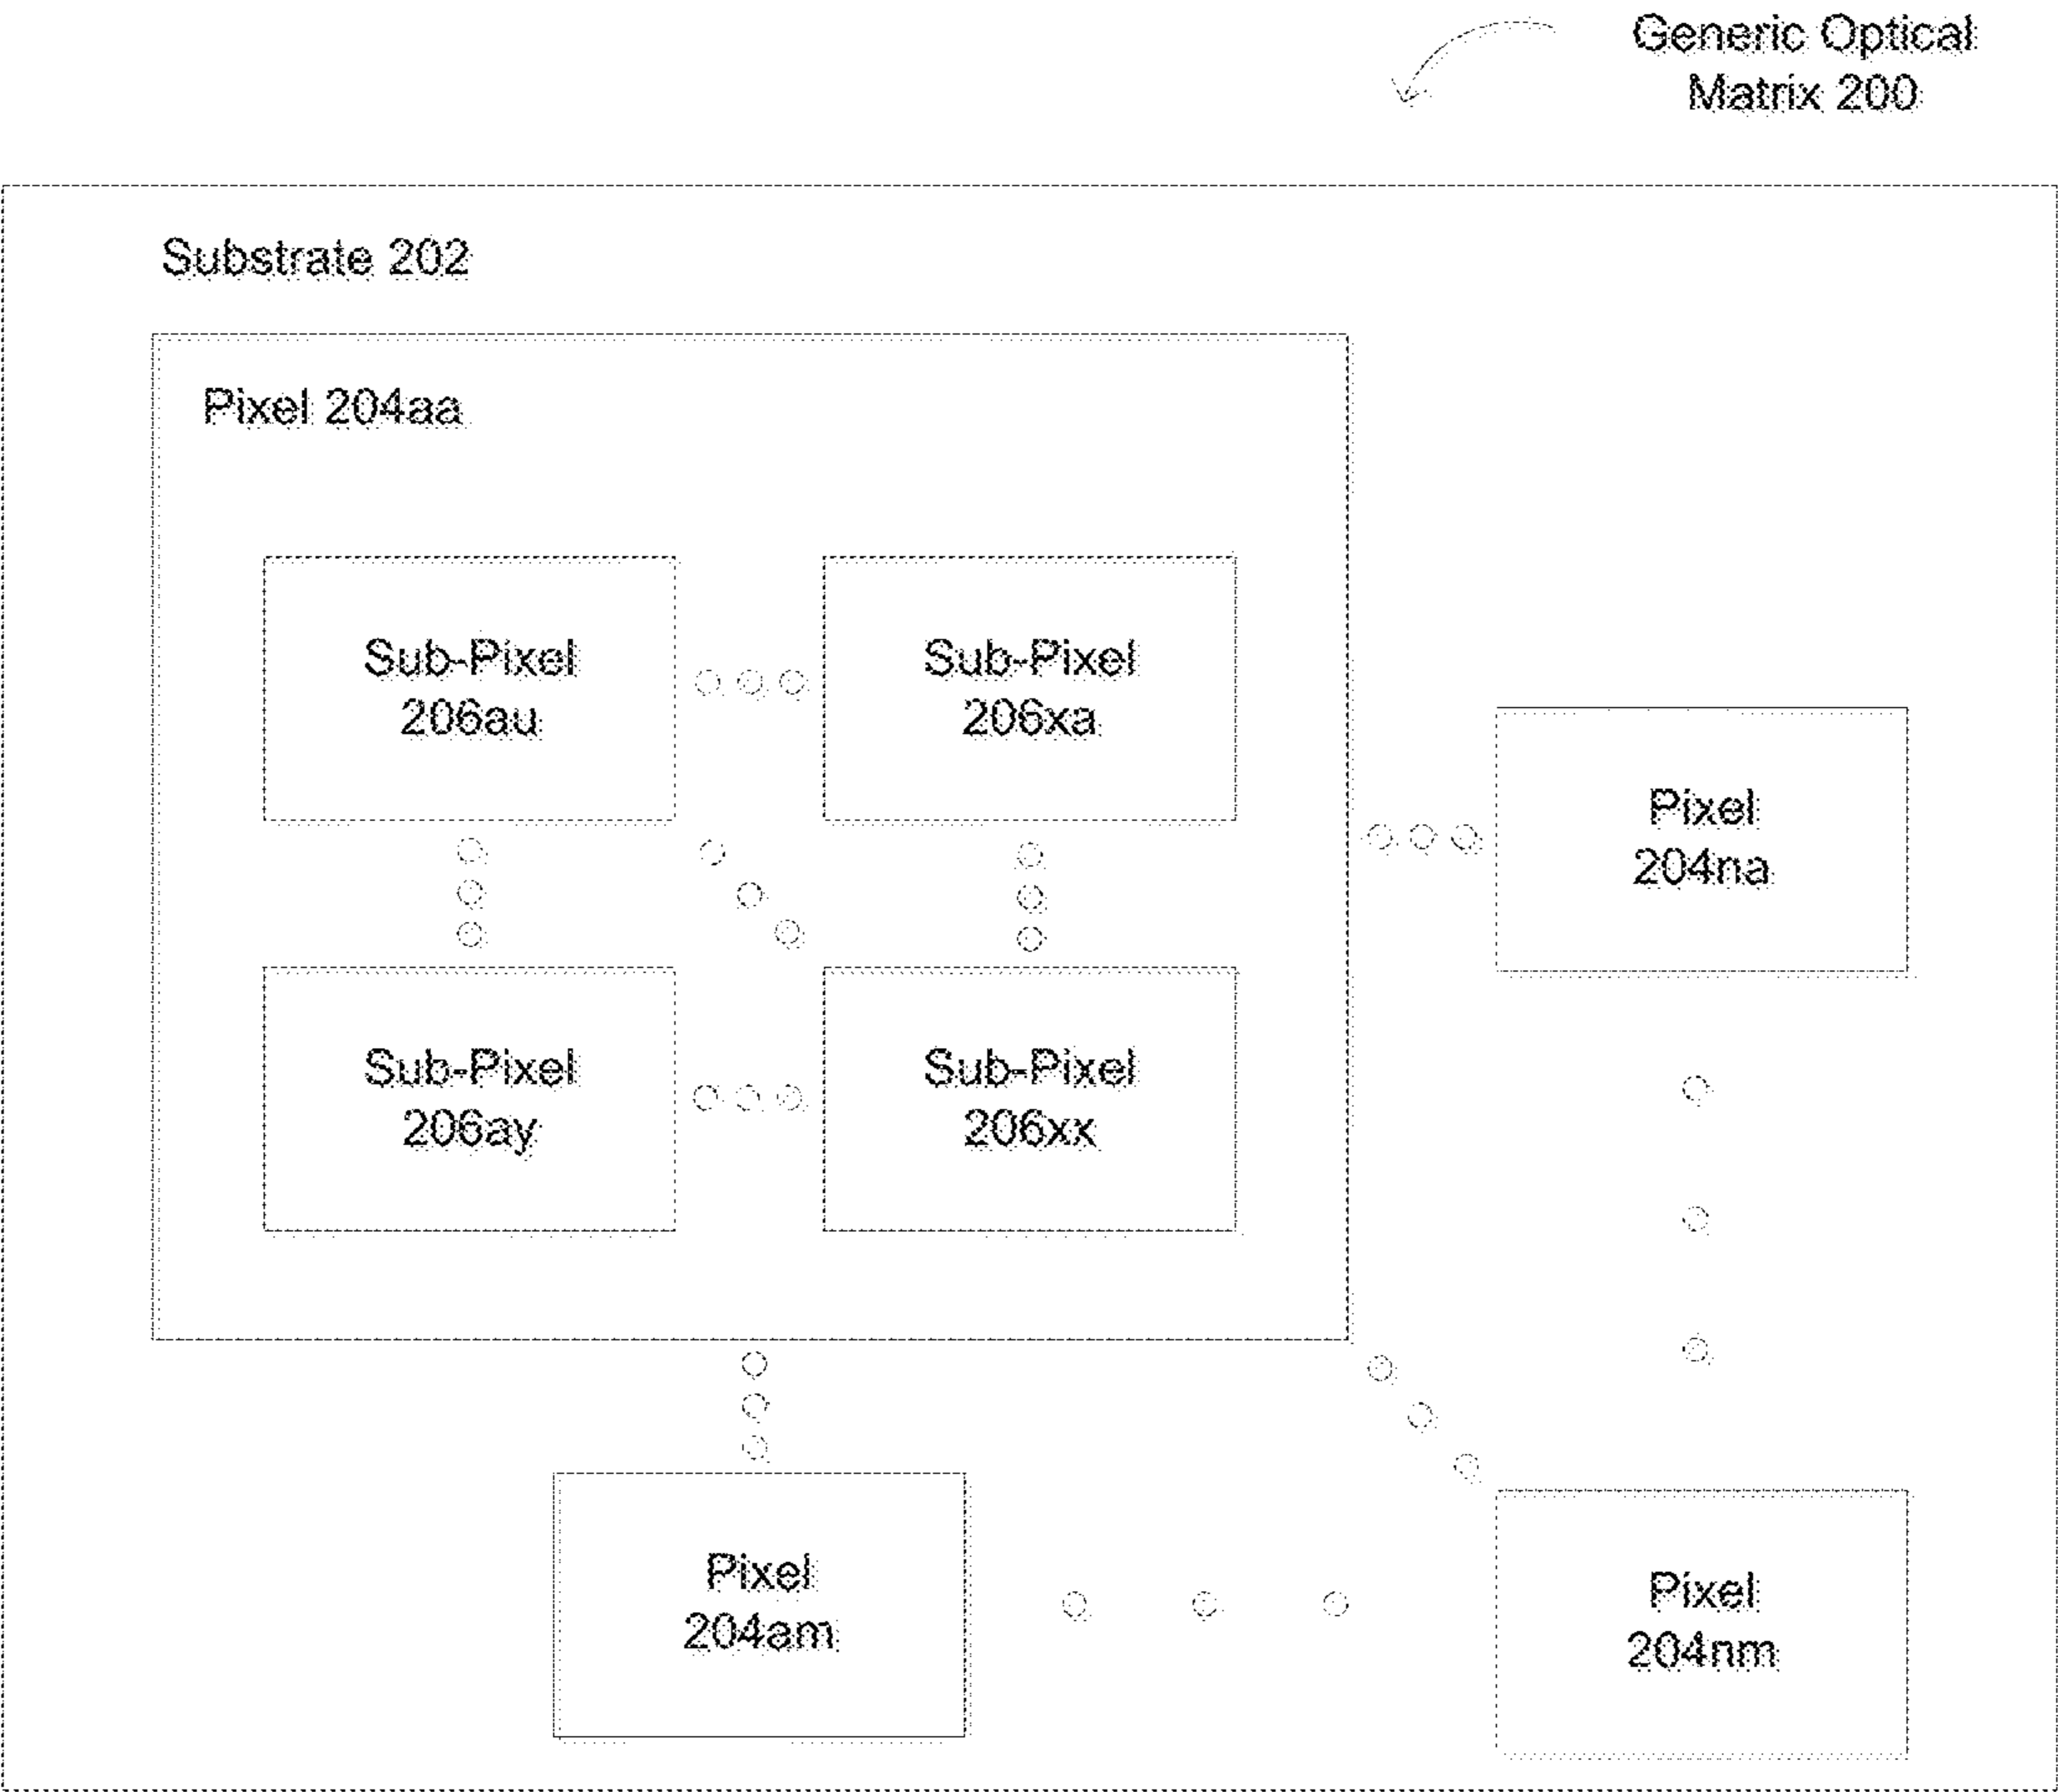 Generic Optical
Matrix 200
Substrate 202
Pixel 204aa
Sub-Pixel
206au
Sub-Pixel
206xa
Pixel
204na
Sub-Pixel
206ay
Sub-Pixel
206xx
Pixel
204am
Pixel
204nm